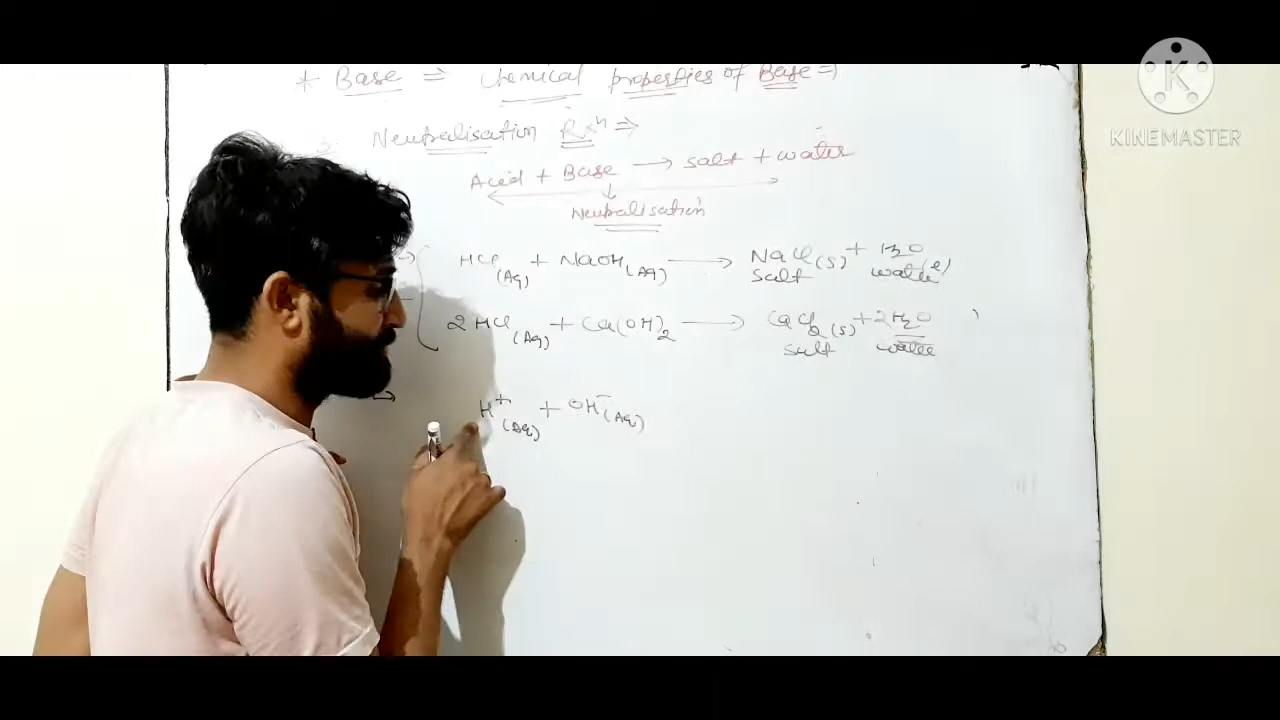 * Base ⇒ Chemical properties of Base ⇒
KINEMASTER
Neutralisation Rxⁿ ⇒
Acid + Base → salt + water
Neutralisation
HCl(Aq) + NaOH(Aq) → NaCl(s) + H₂O(l)
salt water
2HCl(Aq) + Ca(OH)₂ → CaCl₂(s) + 2H₂O
salt water
H⁺(Aq) + OH⁻(Aq)